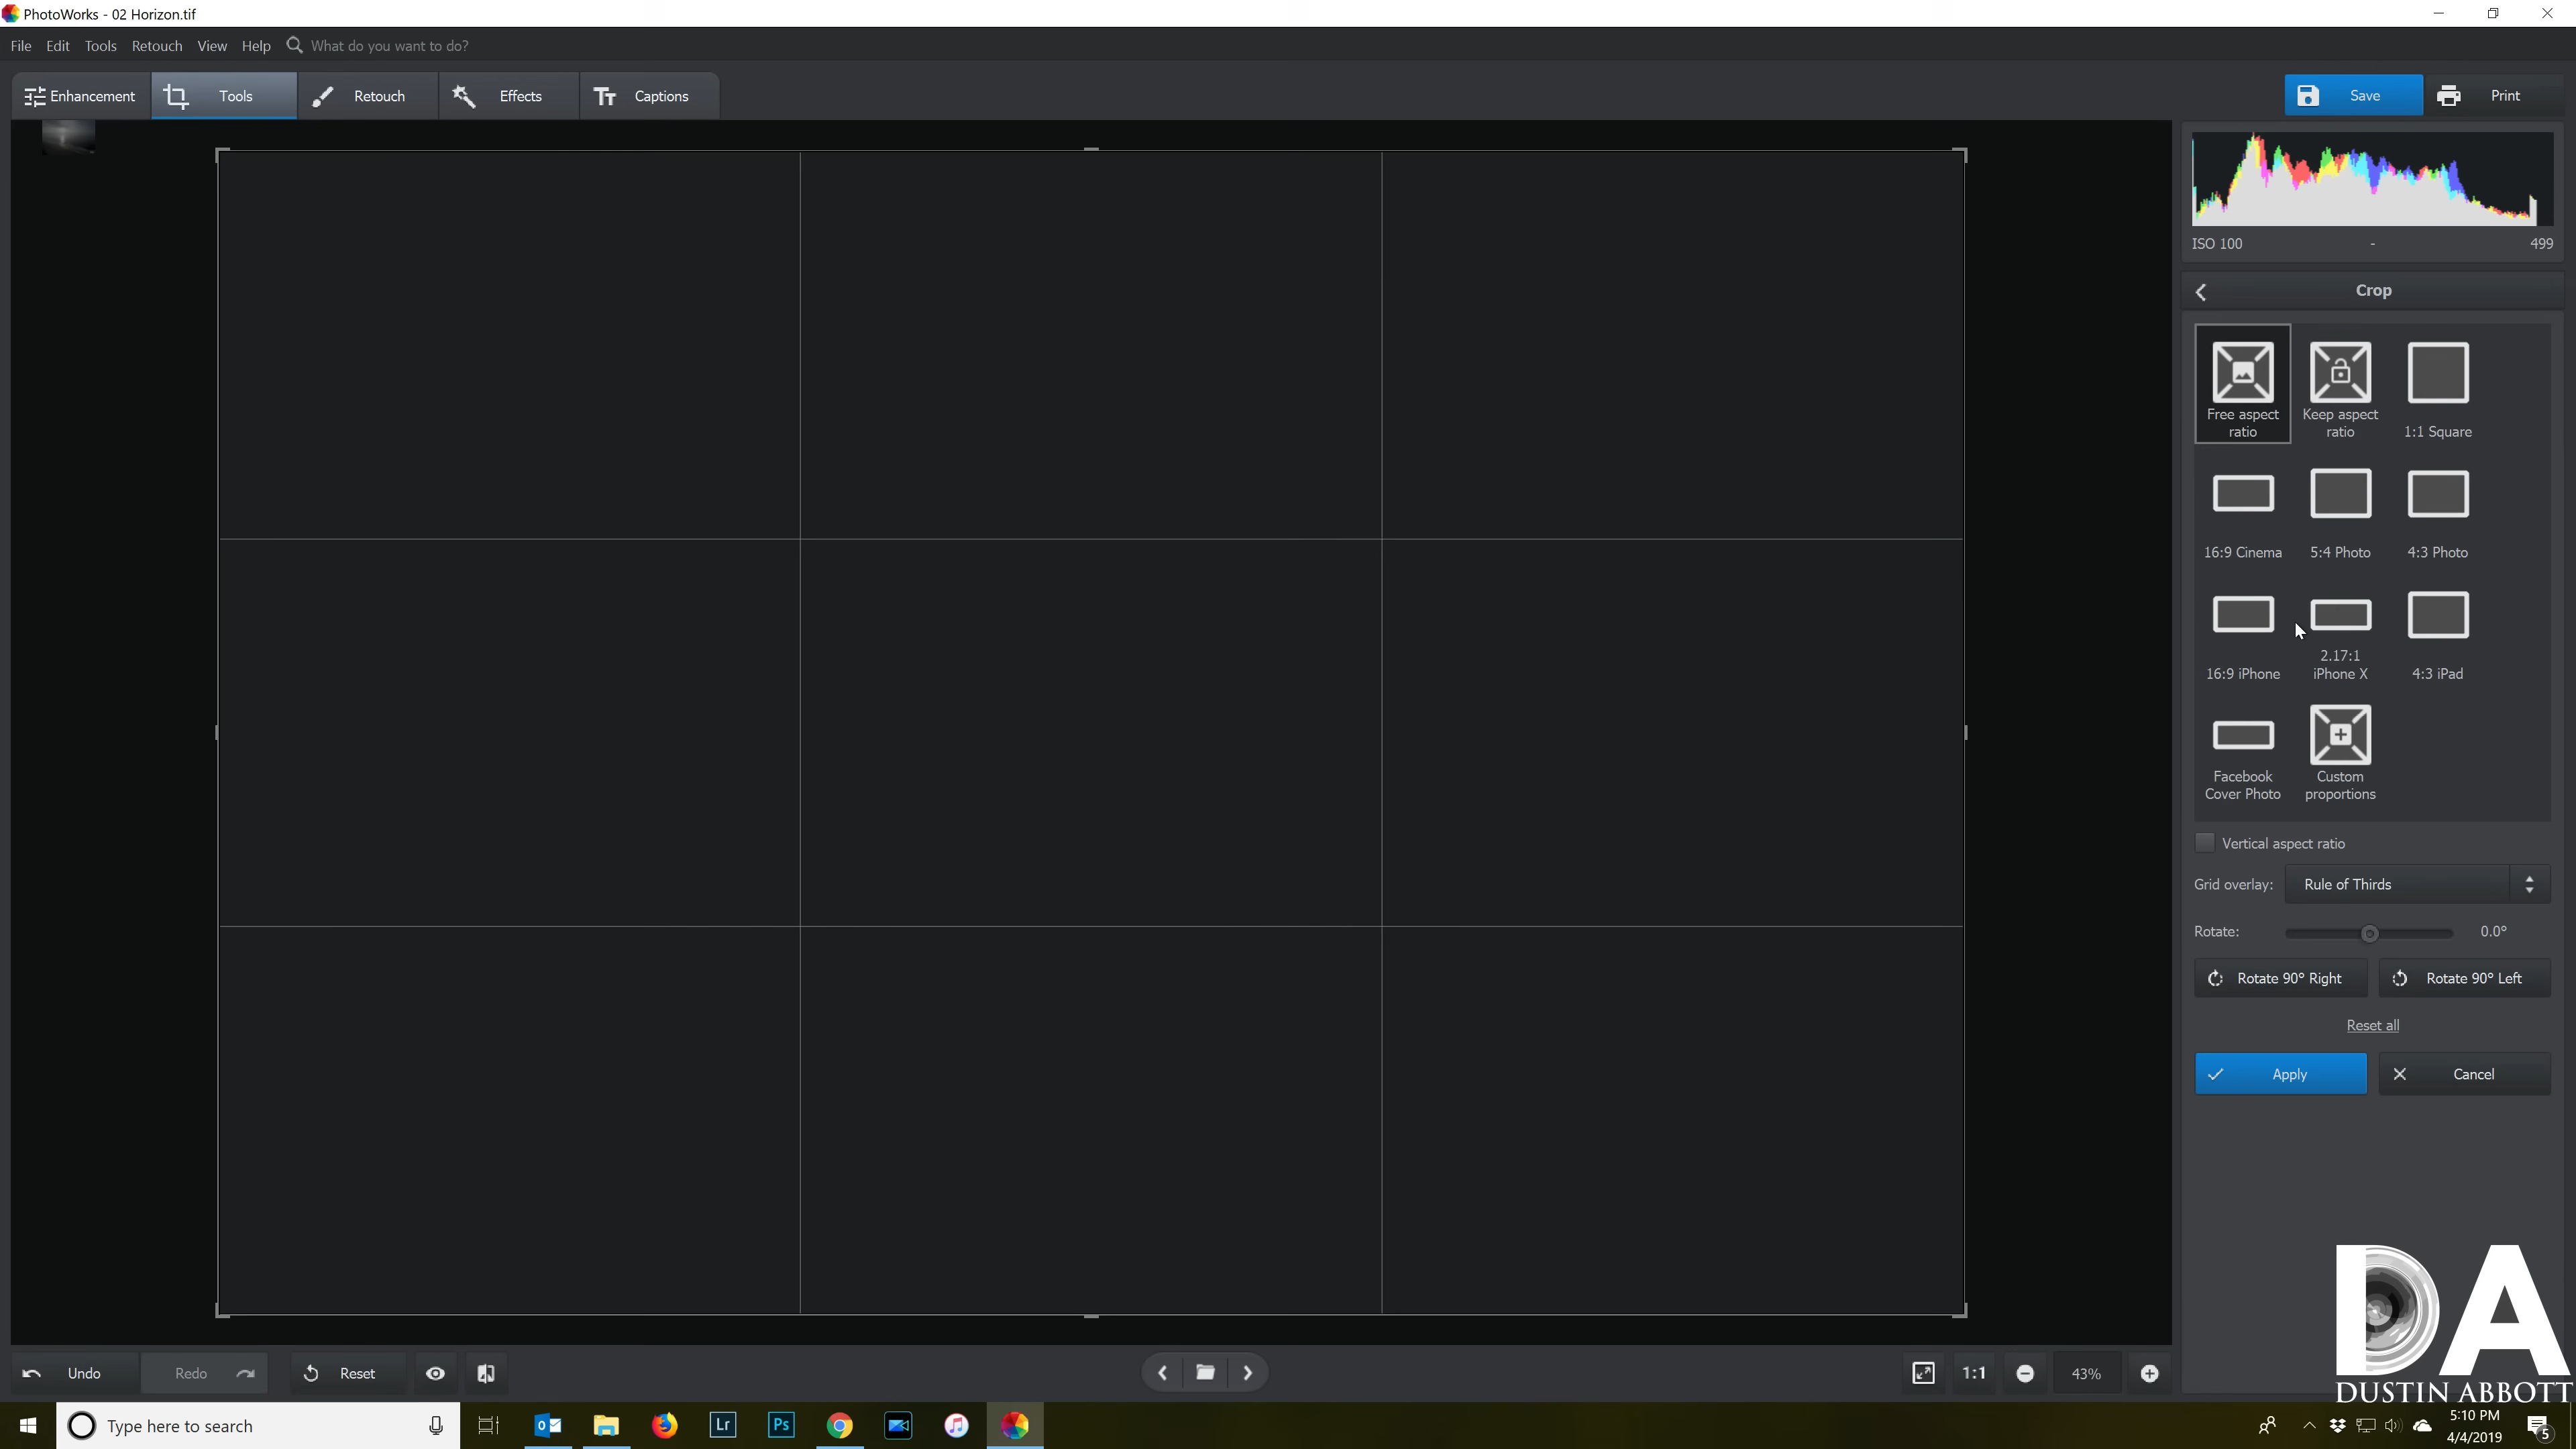 PhotoWorks - 02 Horizon.tif
File Edit Tools Retouch View Help What do you want to do?
Enhancement Tools Retouch Effects Captions Save Print
ISO 100 - 499
Crop
Free aspect ratio
Keep aspect ratio
1:1 Square
16:9 Cinema 5:4 Photo 4:3 Photo
16:9 iPhone
2.17:1 iPhone X
4:3 iPad
Facebook Cover Photo
Custom proportions
Vertical aspect ratio
Grid overlay: Rule of Thirds
Rotate: 0.0°
Rotate 90° Right Rotate 90° Left
Reset all
Apply Cancel
DA
DUSTIN ABBOTT
Undo Redo Reset 1:1 43%
Type here to search
Lr Ps
5:10 PM
4/4/2019
5